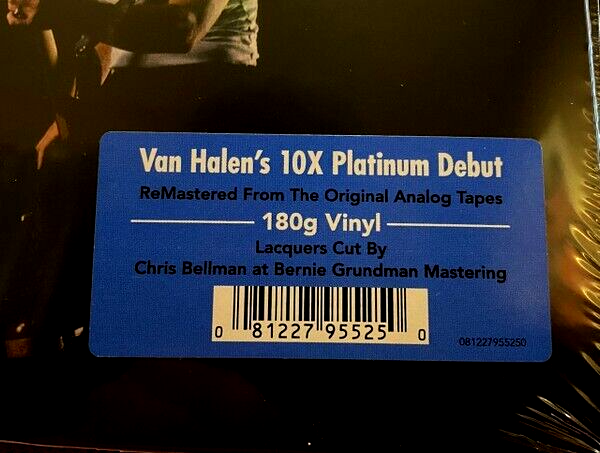 Van Halen's 10X Platinum Debut
ReMastered From The Original Analog Tapes
180g Vinyl
Lacquers Cut By
Chris Bellman at Bernie Grundman Mastering
0 81227 95525 0
081227955250